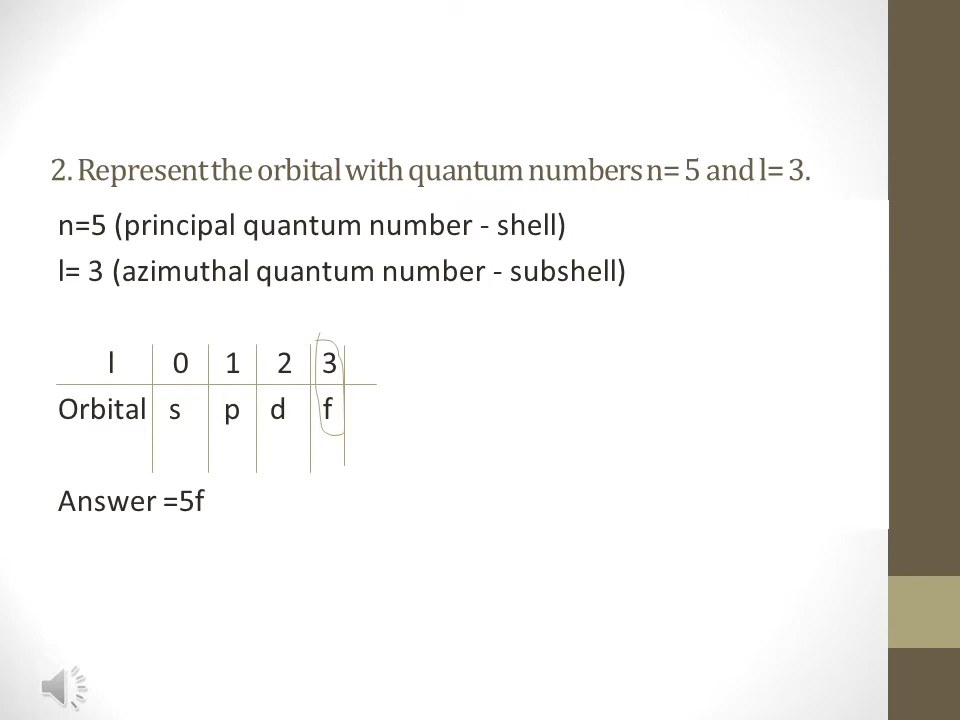 2. Represent the orbital with quantum numbers n= 5 and l= 3.
n=5 (principal quantum number - shell)
l= 3 (azimuthal quantum number - subshell)
l 0 1 2 3
Orbital s p d f
Answer =5f